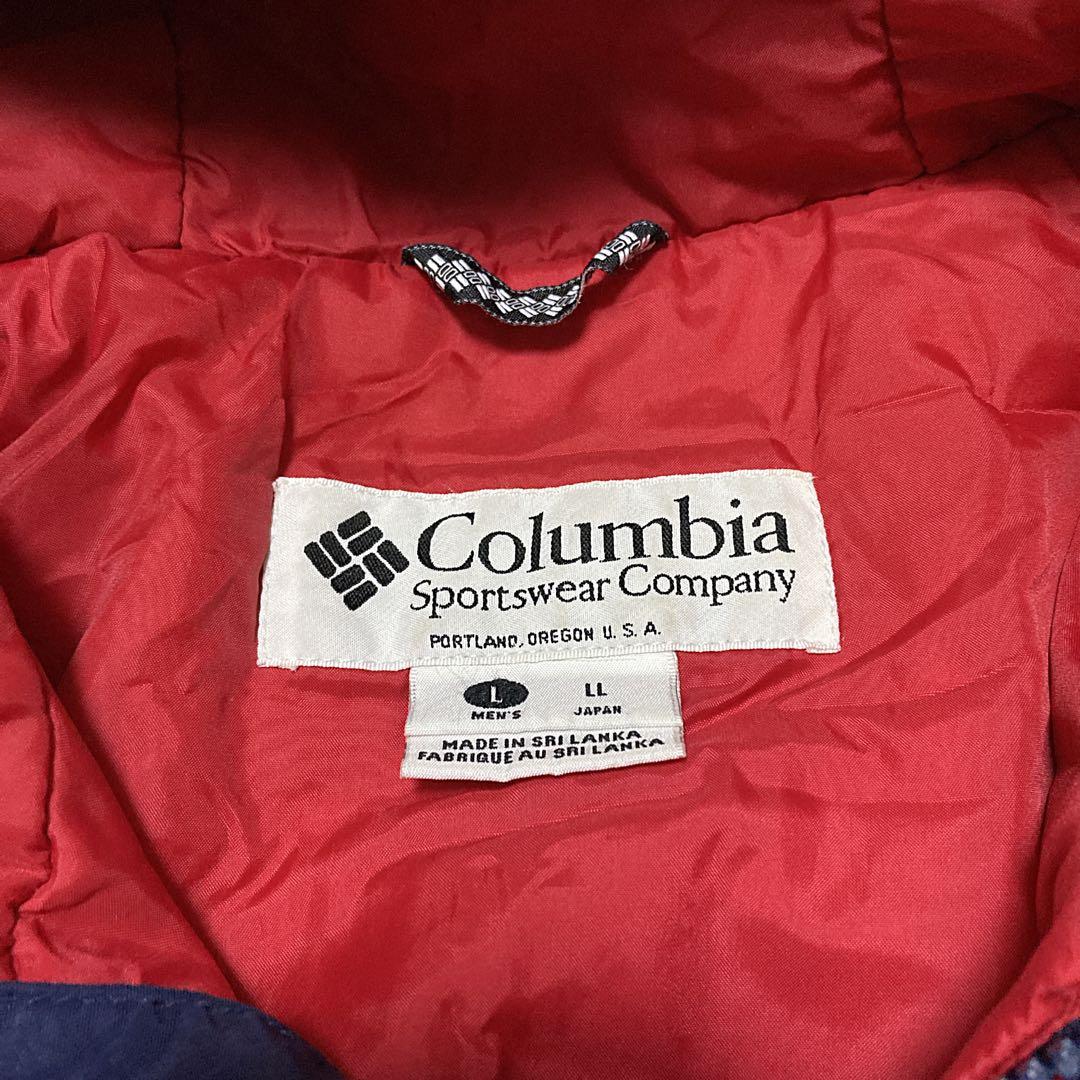 Columbia
Sportswear Company
PORTLAND, OREGON U. S. A.
L LL
MEN'S JAPAN
MADE IN SRI LANKA
FABRIQUE AU SRI LANKA